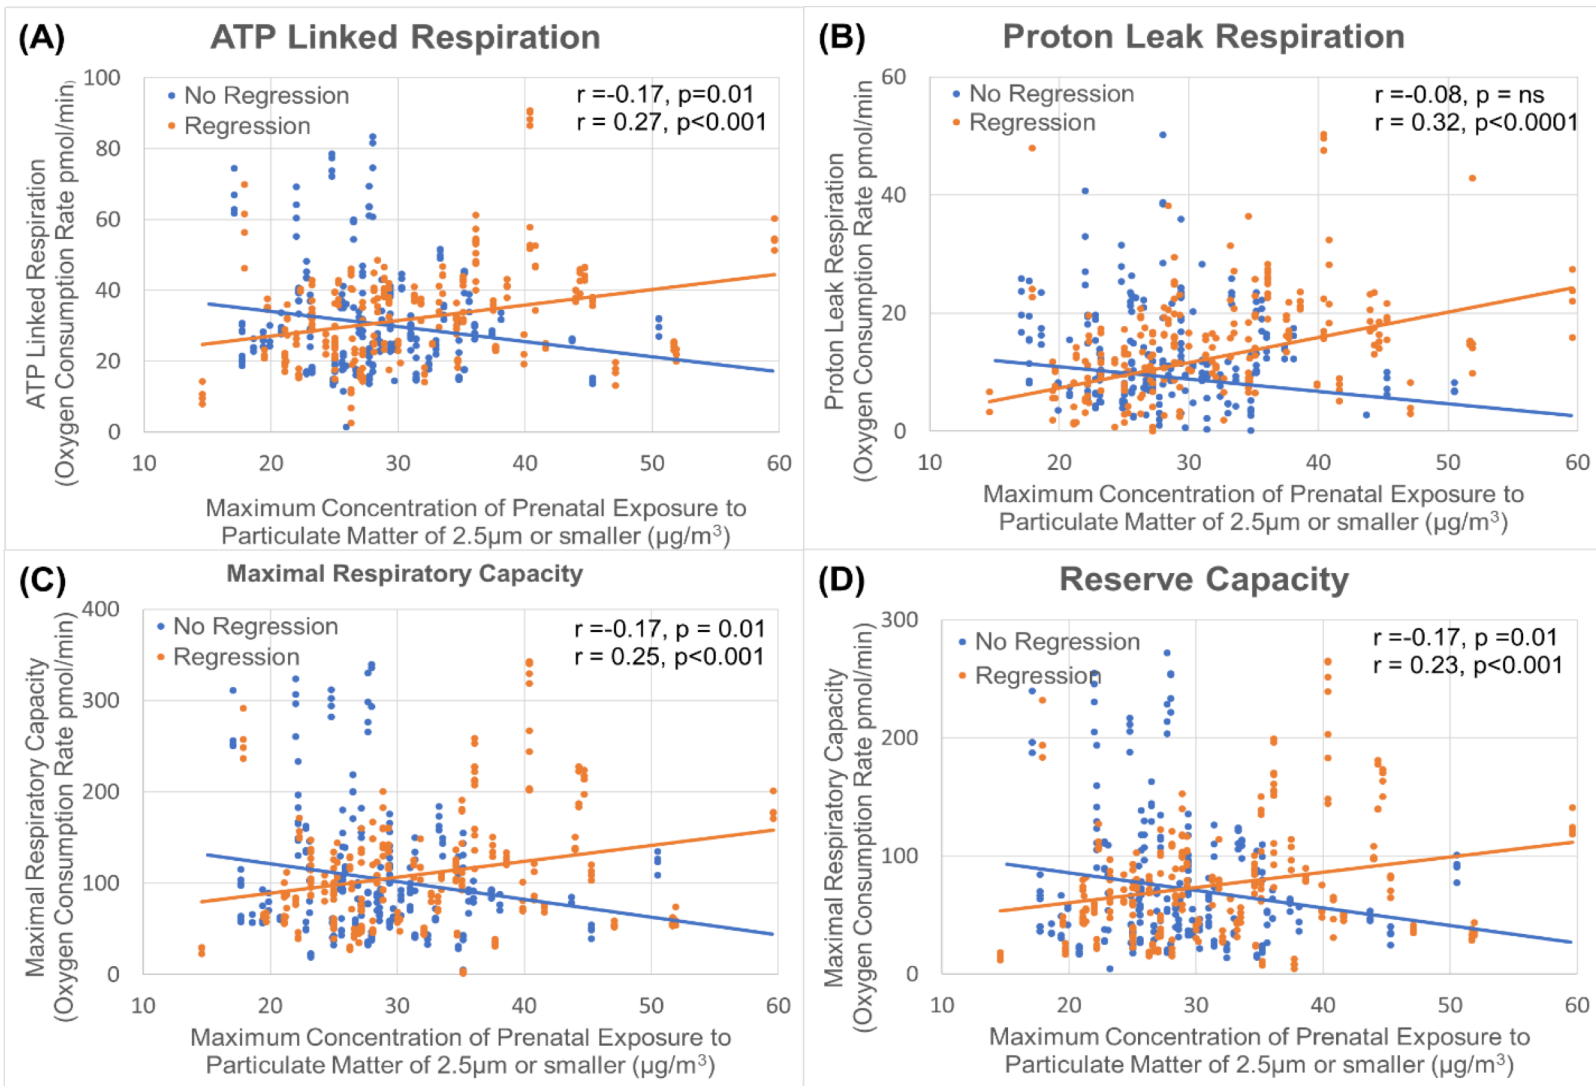 (A)
ATP Linked Respiration
ATP Linked Respiration
(Oxygen Consumption Rate pmol/min)
100
80
60
40
20
0
No Regression
Regression
r =-0.17, p=0.01
r = 0.27, p<0.001
10 20 30 40 50 60
Maximum Concentration of Prenatal Exposure to
Particulate Matter of 2.5µm or smaller (µg/m³)
(B)
Proton Leak Respiration
Proton Leak Respiration
(Oxygen Consumption Rate pmol/min)
60
40
20
0
No Regression
Regression
r =-0.08, p = ns
r = 0.32, p<0.0001
10 20 30 40 50 60
Maximum Concentration of Prenatal Exposure to
Particulate Matter of 2.5µm or smaller (µg/m³)
(C)
Maximal Respiratory Capacity
Maximal Respiratory Capacity
(Oxygen Consumption Rate pmol/min)
400
300
200
100
0
No Regression
Regression
r =-0.17, p = 0.01
r = 0.25, p<0.001
10 20 30 40 50 60
Maximum Concentration of Prenatal Exposure to
Particulate Matter of 2.5µm or smaller (µg/m³)
(D)
Reserve Capacity
Maximal Respiratory Capacity
(Oxygen Consumption Rate pmol/min)
300
200
100
0
No Regression
Regression
r =-0.17, p =0.01
r = 0.23, p<0.001
10 20 30 40 50 60
Maximum Concentration of Prenatal Exposure to
Particulate Matter of 2.5µm or smaller (µg/m³)